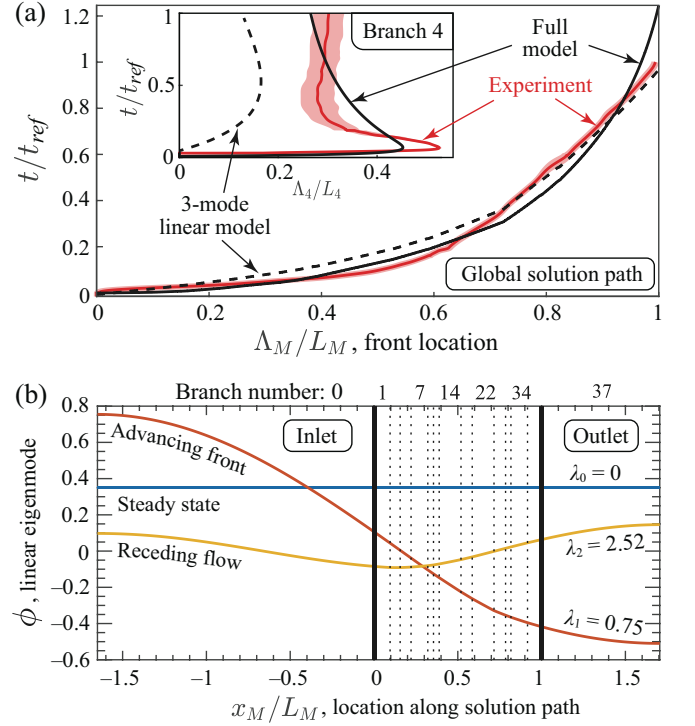 (a)
1.2
1
0.8
0.6
0.4
0.2
0
t/t_ref
1
0.5
0
t/t_ref
0
0.4
Λ_4/L_4
Branch 4
Full
model
Experiment
3-mode
linear model
Global solution path
0
0.2
0.4
0.6
0.8
1
Λ_M/L_M, front location
(b)
Branch number: 0 1 7 14 22 34 37
0.8
0.6
0.4
0.2
0
−0.2
−0.4
−0.6
ϕ, linear eigenmode
Advancing front
Inlet
Outlet
λ_0 = 0
Steady state
Receding flow
λ_2 = 2.52
λ_1 = 0.75
−1.5 −1 −0.5 0 0.5 1 1.5
x_M/L_M, location along solution path